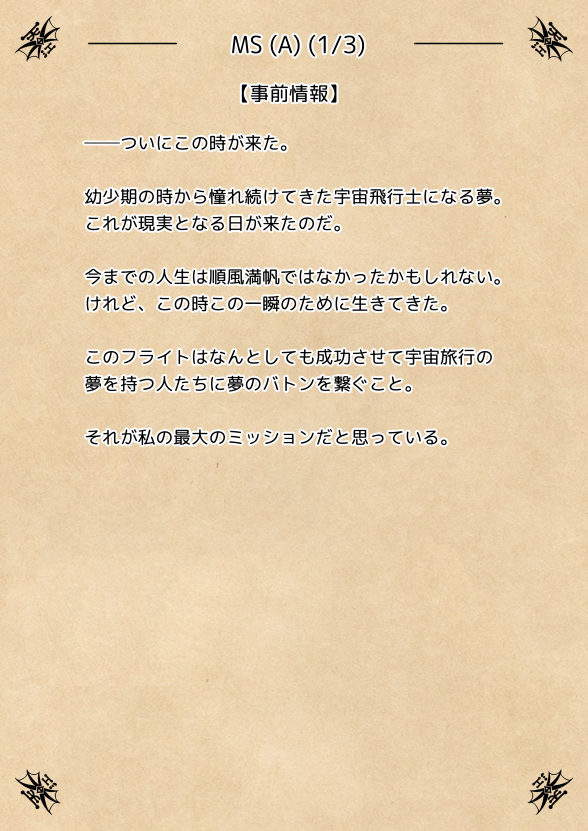 MS (A) (1/3)
【事前情報】
――ついにこの時が来た。
幼少期の時から憧れ続けてきた宇宙飛行士になる夢。
これが現実となる日が来たのだ。
今までの人生は順風満帆ではなかったかもしれない。
けれど、この時この一瞬のために生きてきた。
このフライトはなんとしても成功させて宇宙旅行の
夢を持つ人たちに夢のバトンを繋ぐこと。
それが私の最大のミッションだと思っている。